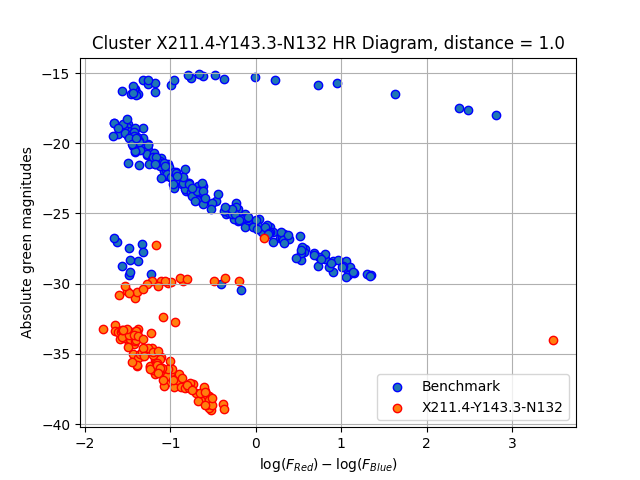 Cluster X211.4-Y143.3-N132 HR Diagram, distance = 1.0
Absolute green magnitudes
−15
−20
−25
−30
−35
−40
−2
−1
0
1
2
3
log(F_Red) − log(F_Blue)
Benchmark
X211.4-Y143.3-N132